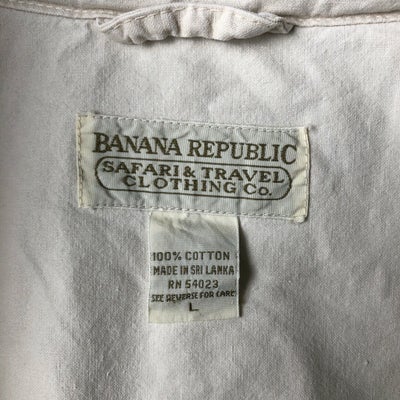 BANANA REPUBLIC
SAFARI & TRAVEL
CLOTHING Co.
100% COTTON
MADE IN SRI LANKA
RN 54023
SEE REVERSE FOR CARE
L